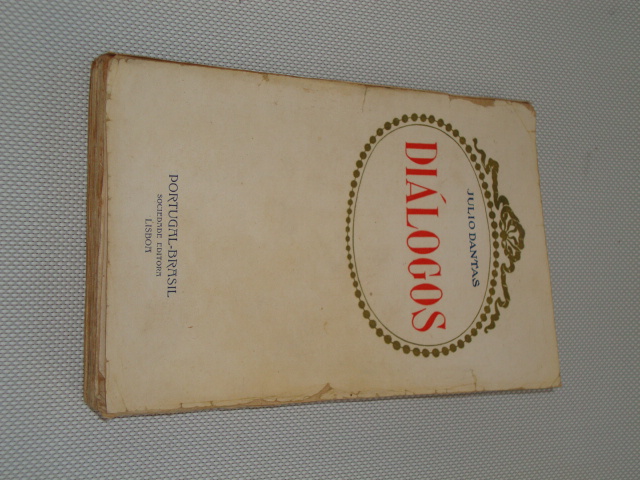 JULIO DANTAS
DIÁLOGOS
PORTUGAL-BRASIL
SOCIEDADE EDITORA
LISBOA